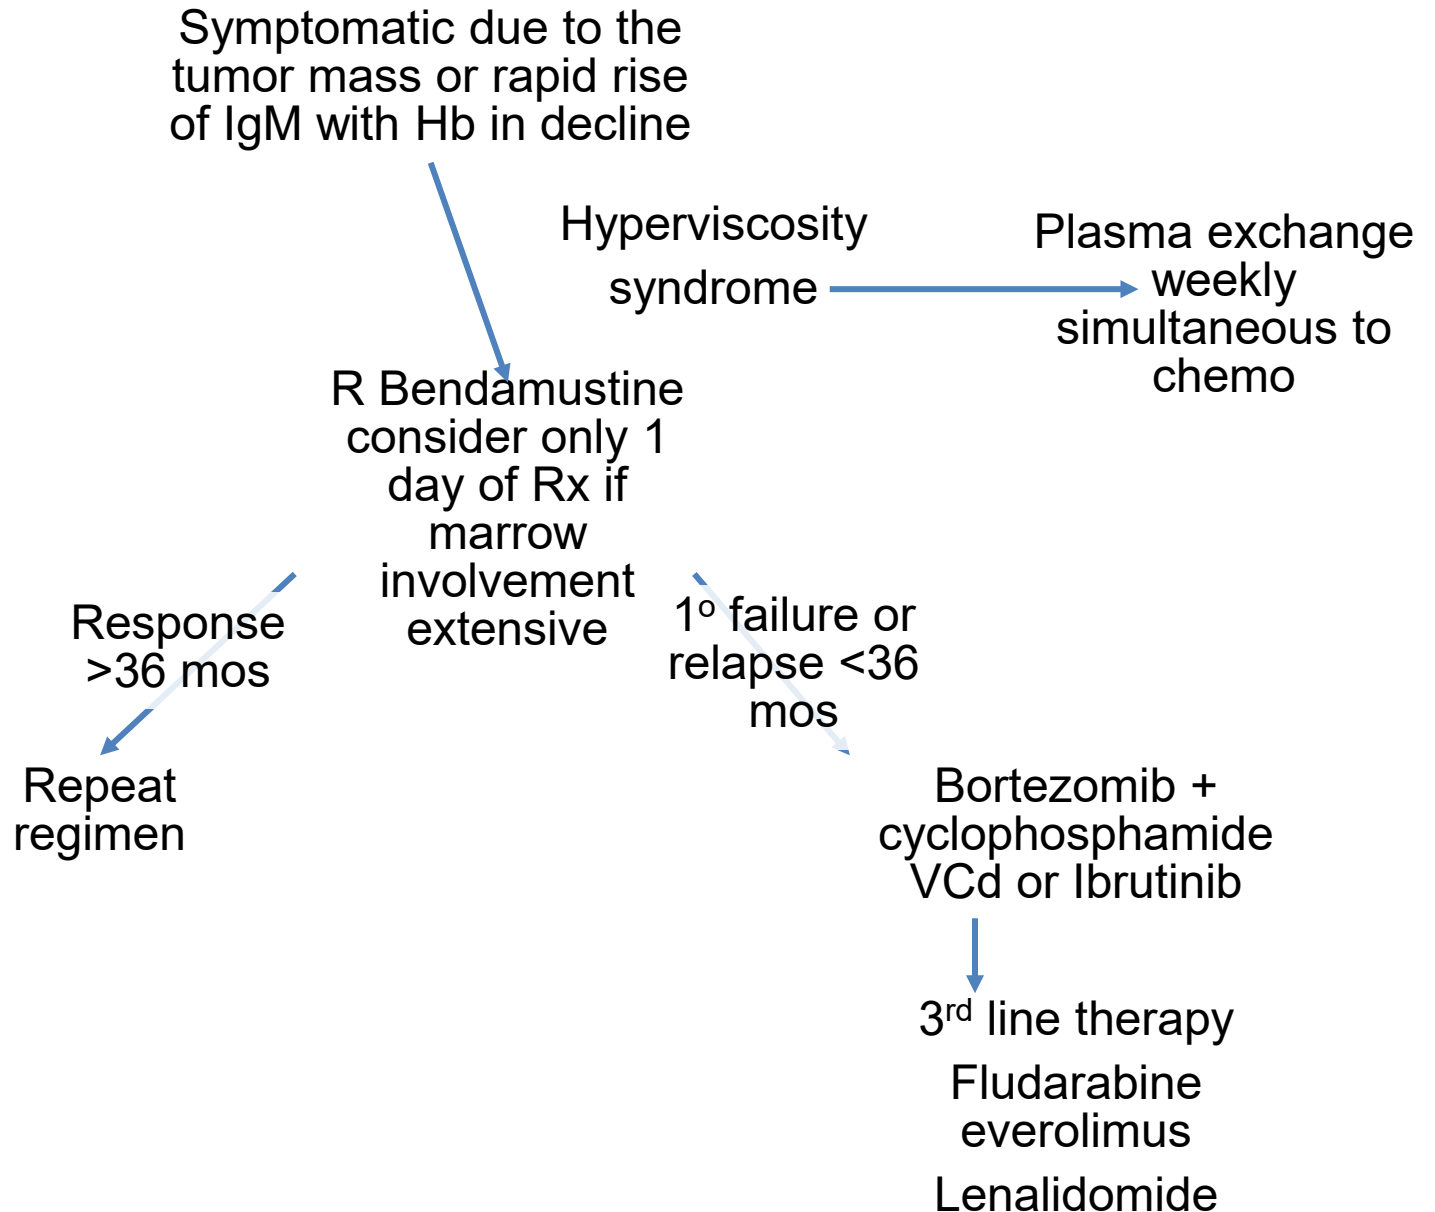 Symptomatic due to the
tumor mass or rapid rise
of IgM with Hb in decline
Hyperviscosity
syndrome
Plasma exchange
weekly
simultaneous to
chemo
R Bendamustine
consider only 1
day of Rx if
marrow
involvement
extensive
Response
>36 mos
1º failure or
relapse <36
mos
Repeat
regimen
Bortezomib +
cyclophosphamide
VCd or Ibrutinib
3rd line therapy
Fludarabine
everolimus
Lenalidomide